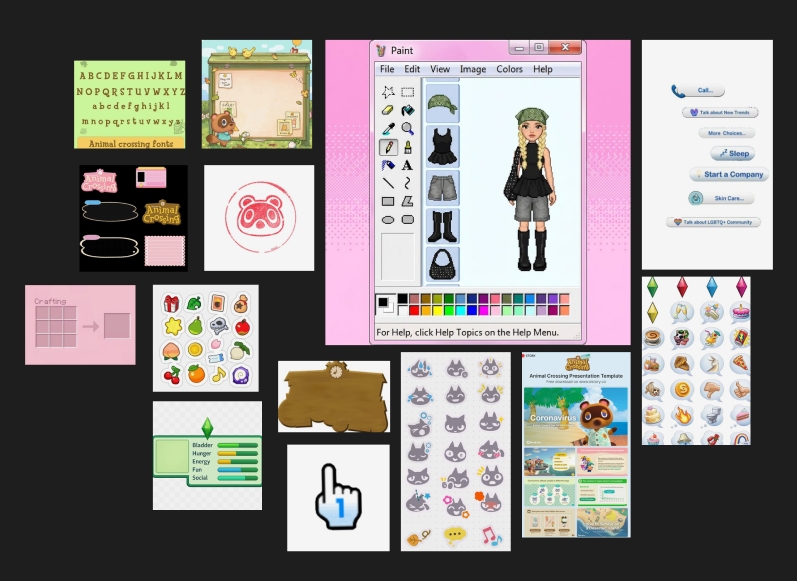 ABCDEFGHIJKLM
NOPQRSTUVWXYZ
abcdefghijkl
mnopqrstuvwxyz
Animal crossing fonts
Animal
Crossing
Animal
Crossing
Crafting
Bladder
Hunger
Energy
Fun
Social
Paint
File Edit View Image Colors Help
A
For Help, click Help Topics on the Help Menu.
1
Animal Crossing Presentation Template
Coronavirus
Call...
Talk about New Trends
More Choices...
Sleep
Start a Company
Skin Care...
Talk about LGBTQ+ Community